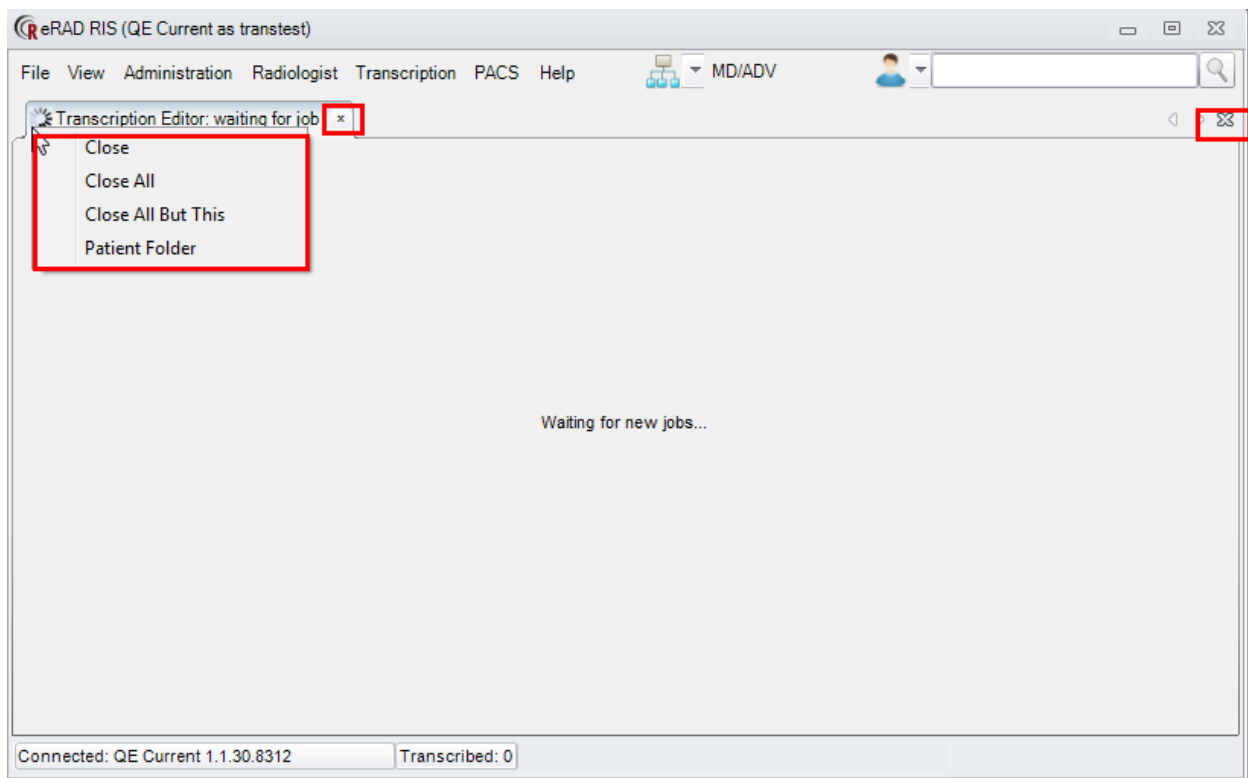 eRAD RIS (QE Current as transtest)
File View Administration Radiologist Transcription PACS Help MD/ADV
Transcription Editor: waiting for job x
Close
Close All
Close All But This
Patient Folder
Waiting for new jobs...
Connected: QE Current 1.1.30.8312 Transcribed: 0